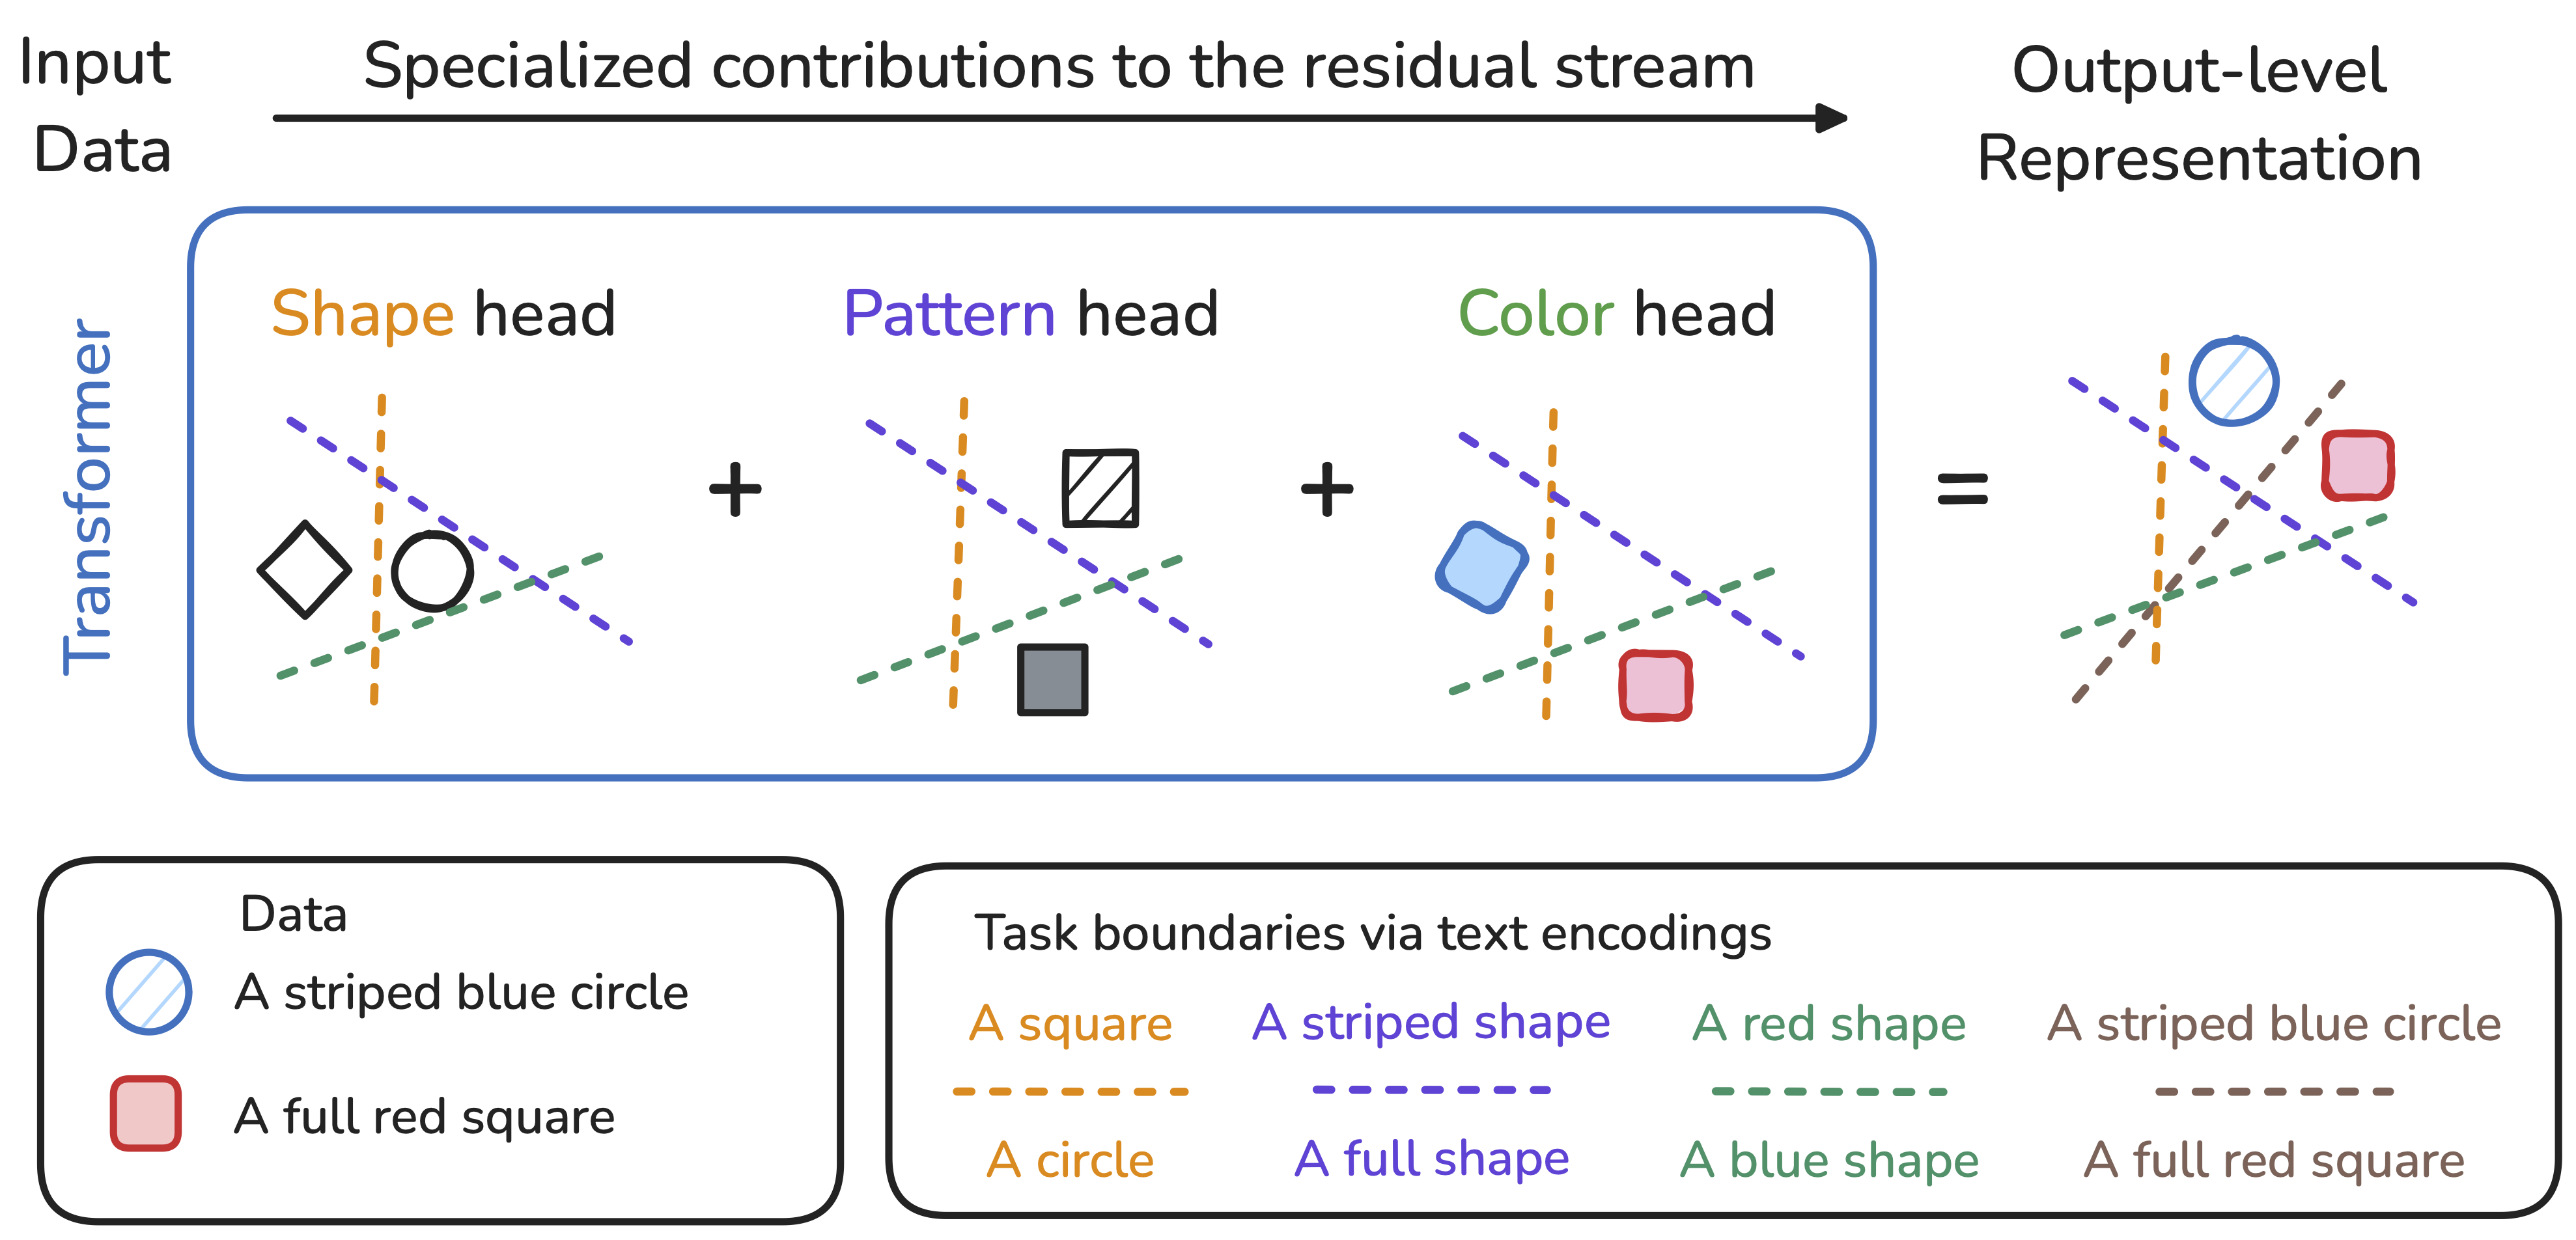 Input
Data
Specialized contributions to the residual stream
Output-level
Representation
Transformer
Shape head
Pattern head
Color head
+
+
=
Data
A striped blue circle
A full red square
Task boundaries via text encodings
A square
A striped shape
A red shape
A striped blue circle
A circle
A full shape
A blue shape
A full red square